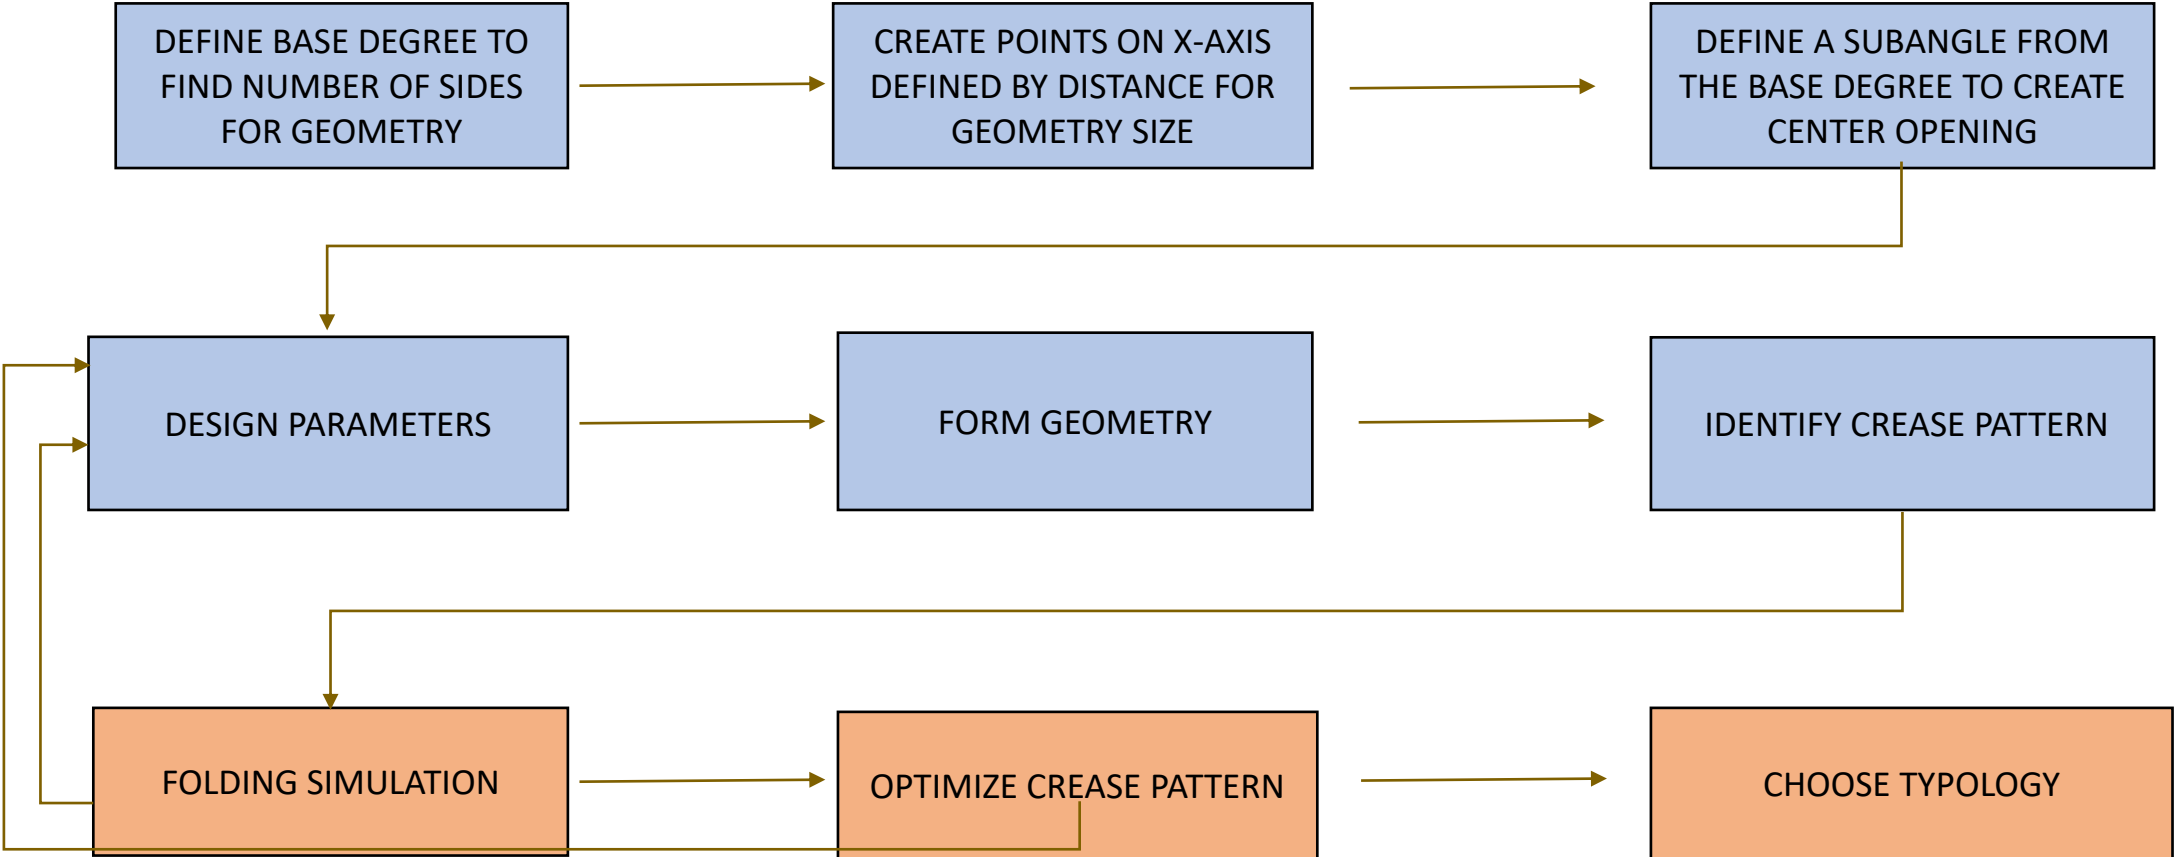 DEFINE BASE DEGREE TO
FIND NUMBER OF SIDES
FOR GEOMETRY
CREATE POINTS ON X-AXIS
DEFINED BY DISTANCE FOR
GEOMETRY SIZE
DEFINE A SUBANGLE FROM
THE BASE DEGREE TO CREATE
CENTER OPENING
DESIGN PARAMETERS
FORM GEOMETRY
IDENTIFY CREASE PATTERN
FOLDING SIMULATION
OPTIMIZE CREASE PATTERN
CHOOSE TYPOLOGY